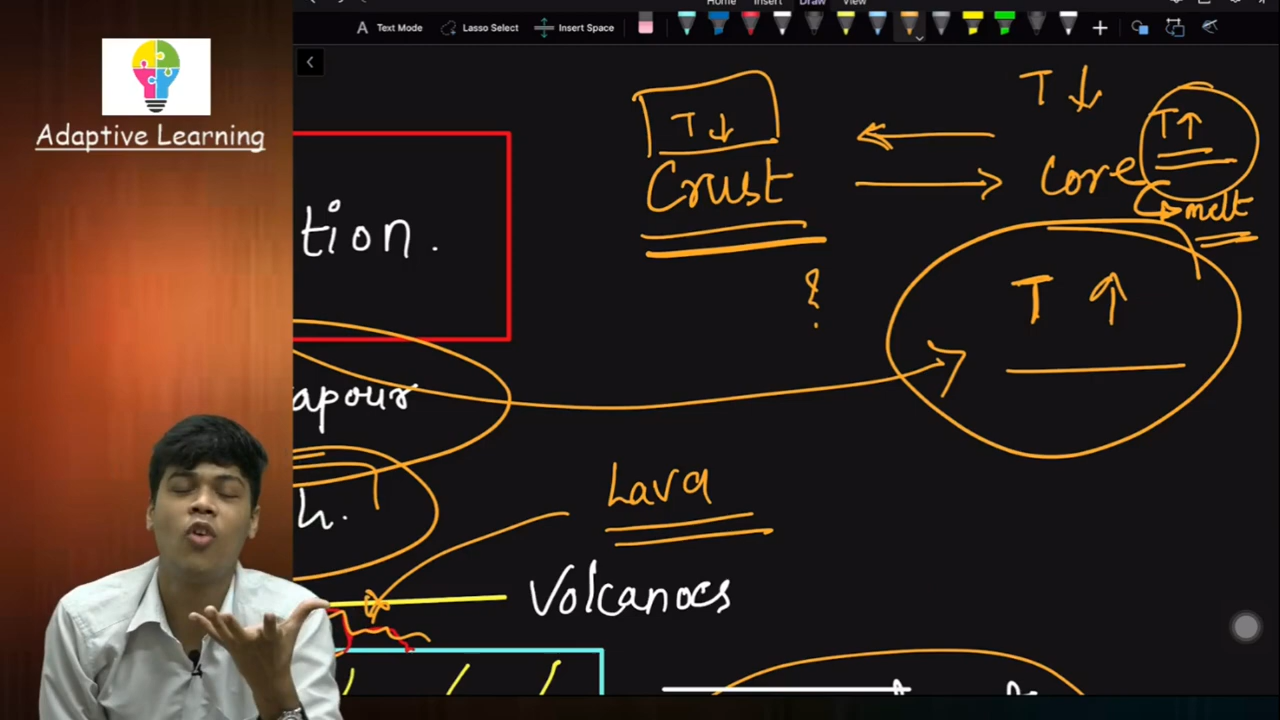 Home Insert Draw View
Text Mode Lasso Select Insert Space
Adaptive Learning
T↓ T↓ T↑
Crust Core
melt
tion.
T ↑
apour
Lava
h.
Volcanoes